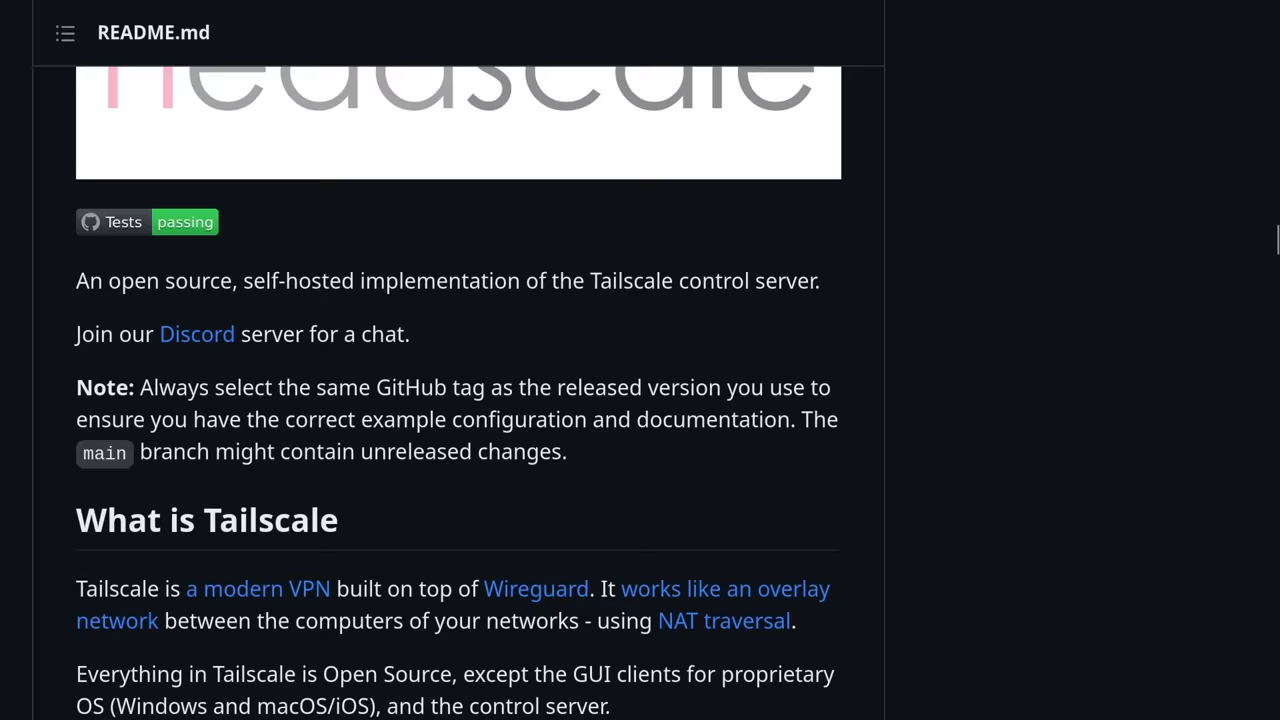 README.md
headscale
Tests passing
An open source, self-hosted implementation of the Tailscale control server.
Join our Discord server for a chat.
Note: Always select the same GitHub tag as the released version you use to
ensure you have the correct example configuration and documentation. The
main branch might contain unreleased changes.
What is Tailscale
Tailscale is a modern VPN built on top of Wireguard. It works like an overlay
network between the computers of your networks - using NAT traversal.
Everything in Tailscale is Open Source, except the GUI clients for proprietary
OS (Windows and macOS/iOS), and the control server.